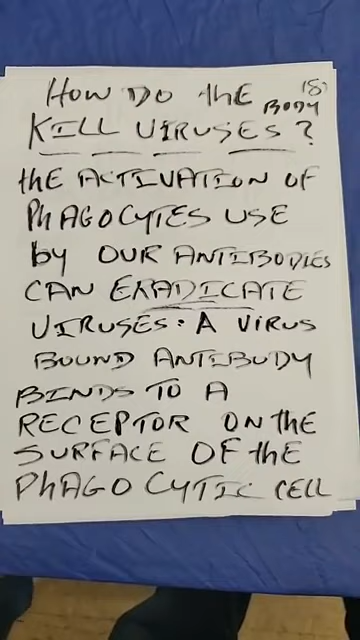 HOW DO THE BODY (8)
KILL VIRUSES?
THE ACTIVATION OF
PHAGOCYTES USE
by OUR ANTIBODIES
CAN ERADICATE
VIRUSES. A VIRUS
BOUND ANTIBUDY
BINDS TO A
RECEPTOR ON THE
SURFACE OF THE
PHAGOCYTIC CELL